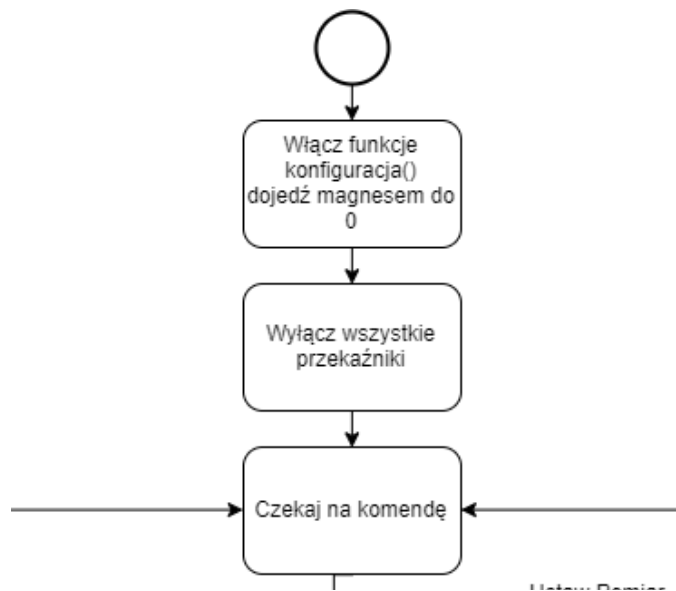 Włącz funkcje
konfiguracja()
dojedź magnesem do
0
Wyłącz wszystkie
przekaźniki
Czekaj na komendę